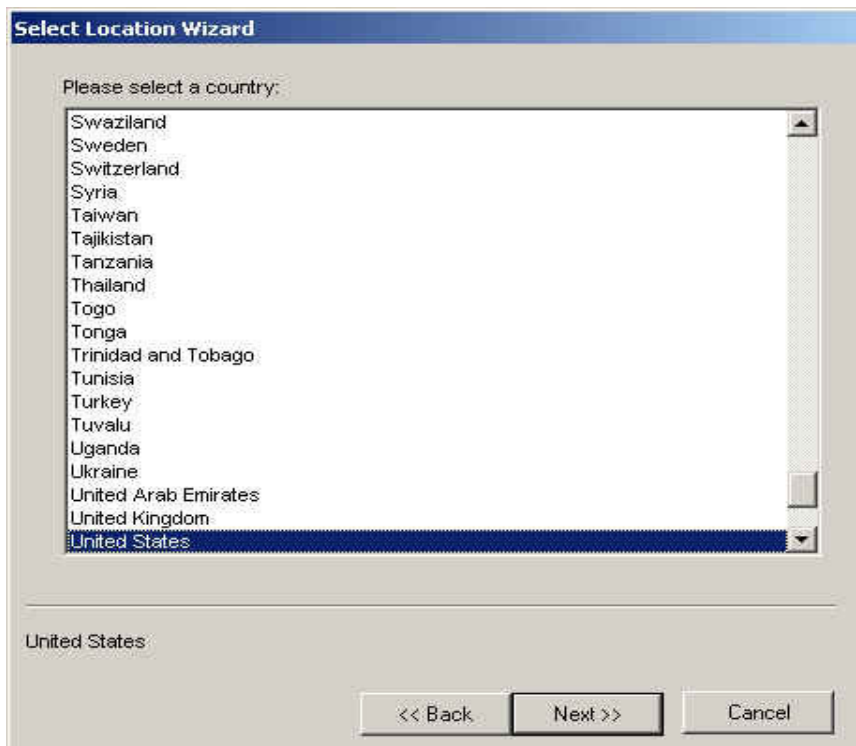 Select Location Wizard
Please select a country:
Swaziland
Sweden
Switzerland
Syria
Taiwan
Tajikistan
Tanzania
Thailand
Togo
Tonga
Trinidad and Tobago
Tunisia
Turkey
Tuvalu
Uganda
Ukraine
United Arab Emirates
United Kingdom
United States
United States
<< Back
Next >>
Cancel